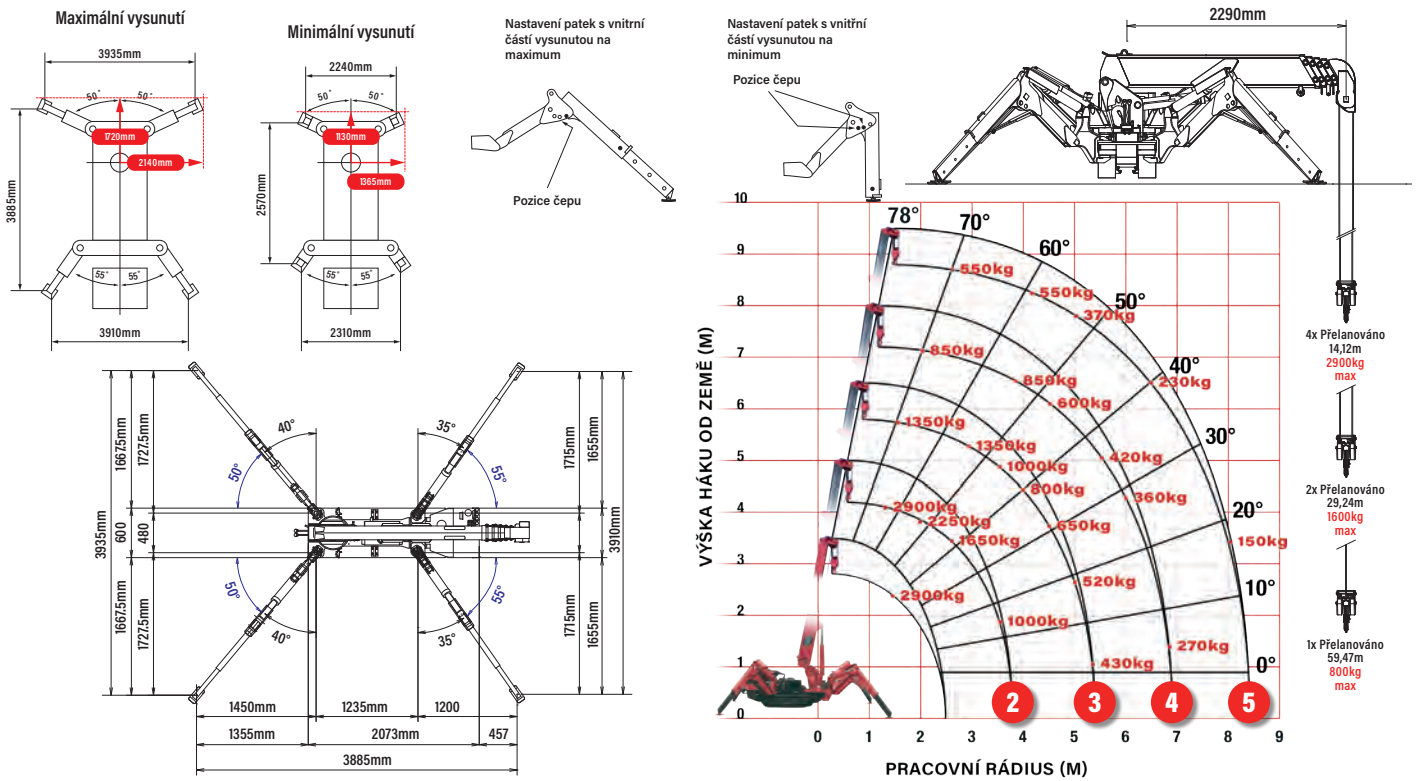 Maximální vysunutí
3935mm
50°
50°
1720mm
2140mm
3885mm
55°
55°
3910mm
Minimální vysunutí
2240mm
50°
50°
1130mm
1365mm
2570mm
55°
55°
2310mm
Nastavení patek s vnitrní
částí vysunutou na
maximum
Pozice čepu
Nastavení patek s vnitřní
částí vysunutou na
minimum
Pozice čepu
2290mm
4x Přelanováno
14,12m
2900kg
max
2x Přelanováno
29,24m
1600kg
max
1x Přelanováno
59,47m
800kg
max
3935mm
1667.5mm
600
1667.5mm
1727.5mm
480
1727.5mm
40°
50°
50°
40°
35°
55°
55°
35°
1715mm
1715mm
1655mm
1655mm
3910mm
1450mm
1235mm
1200
1355mm
2073mm
457
3885mm
VÝŠKA HÁKU OD ZEMĚ (M)
10
9
8
7
6
5
4
3
2
1
0
78°
70°
60°
50°
40°
30°
20°
10°
0°
550kg
550kg
370kg
230kg
150kg
850kg
850kg
600kg
420kg
360kg
270kg
1350kg
1350kg
1000kg
800kg
650kg
520kg
430kg
2900kg
2250kg
1650kg
1000kg
2900kg
2
3
4
5
0
1
2
3
4
5
6
7
8
9
PRACOVNÍ RÁDIUS (M)